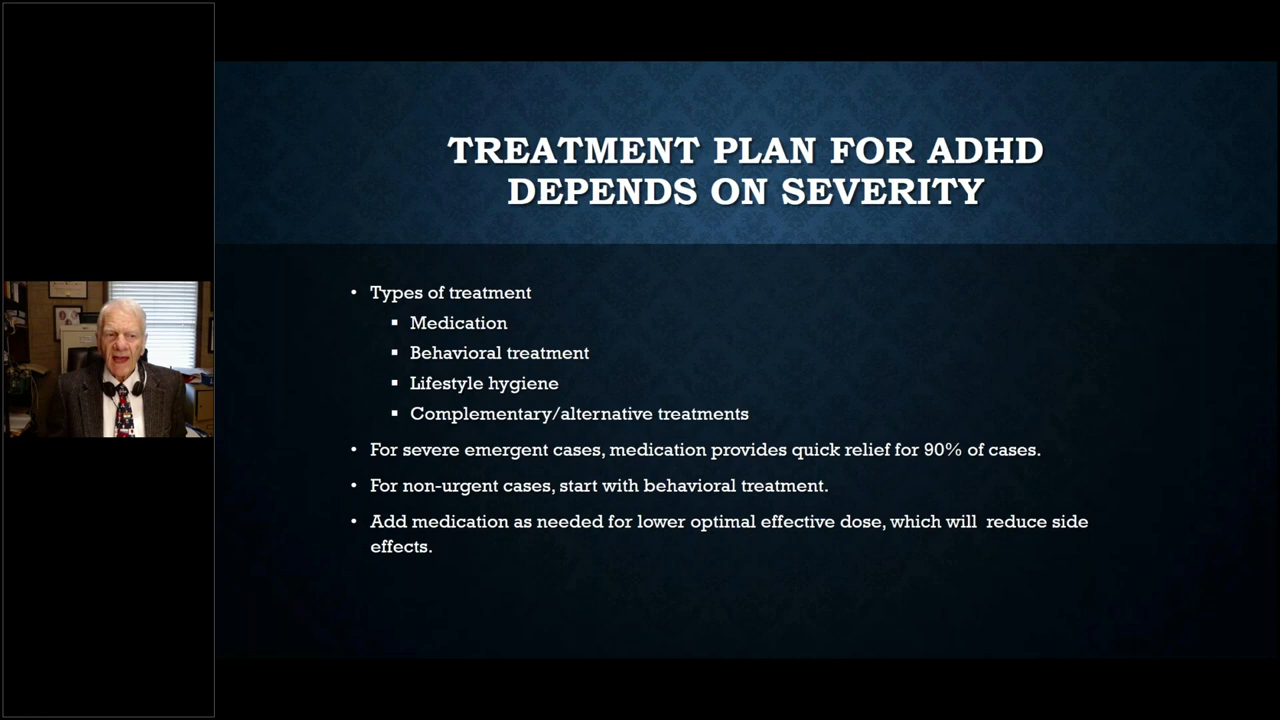 TREATMENT PLAN FOR ADHD
DEPENDS ON SEVERITY
• Types of treatment
▪ Medication
▪ Behavioral treatment
▪ Lifestyle hygiene
▪ Complementary/alternative treatments
• For severe emergent cases, medication provides quick relief for 90% of cases.
• For non-urgent cases, start with behavioral treatment.
• Add medication as needed for lower optimal effective dose, which will reduce side
effects.